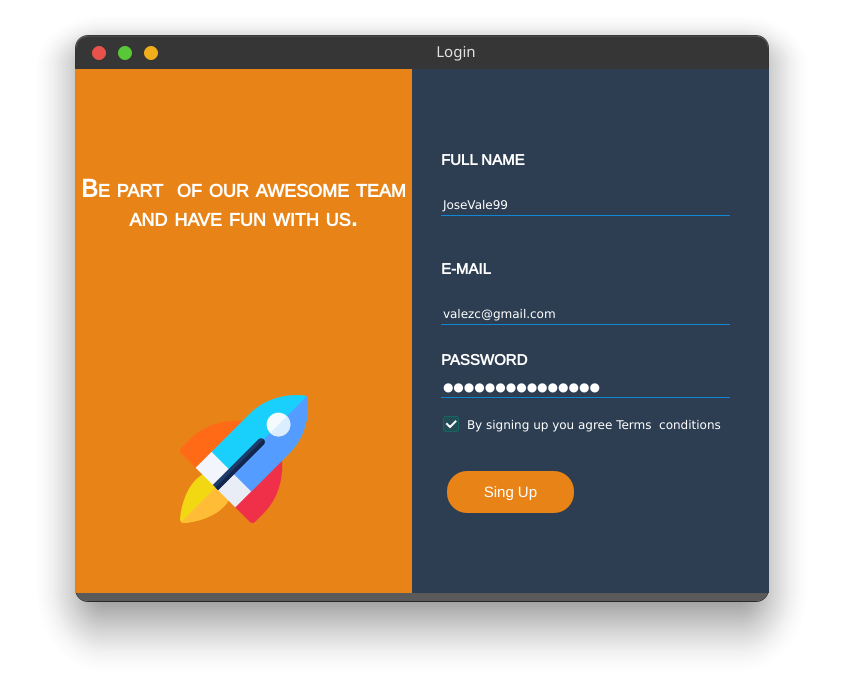 Login
Be part  of our awesome team
and have fun with us.
FULL NAME
JoseVale99
E-MAIL
valezc@gmail.com
PASSWORD
●●●●●●●●●●●●●●●
By signing up you agree Terms  conditions
Sing Up